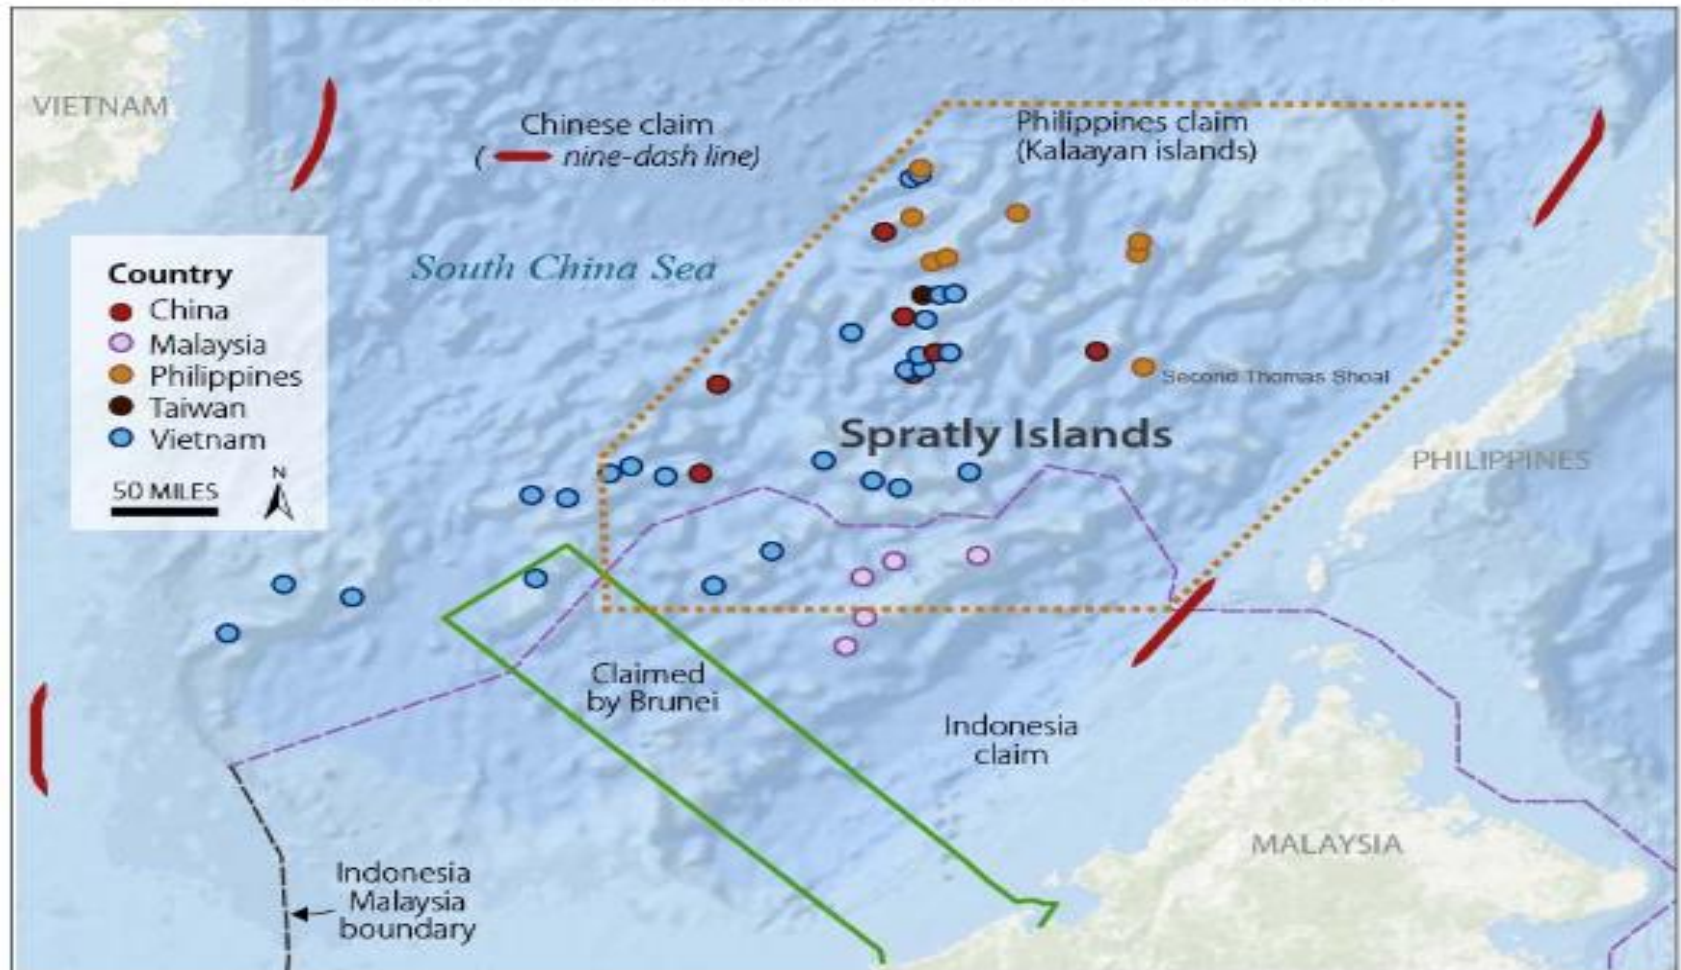 VIETNAM
Chinese claim
( nine-dash line)
Philippines claim
(Kalaayan islands)
South China Sea
Country
China
Malaysia
Philippines
Taiwan
Vietnam
50 MILES
N
Second Thomas Shoal
Spratly Islands
PHILIPPINES
Claimed
by Brunei
Indonesia
claim
MALAYSIA
Indonesia
Malaysia
boundary